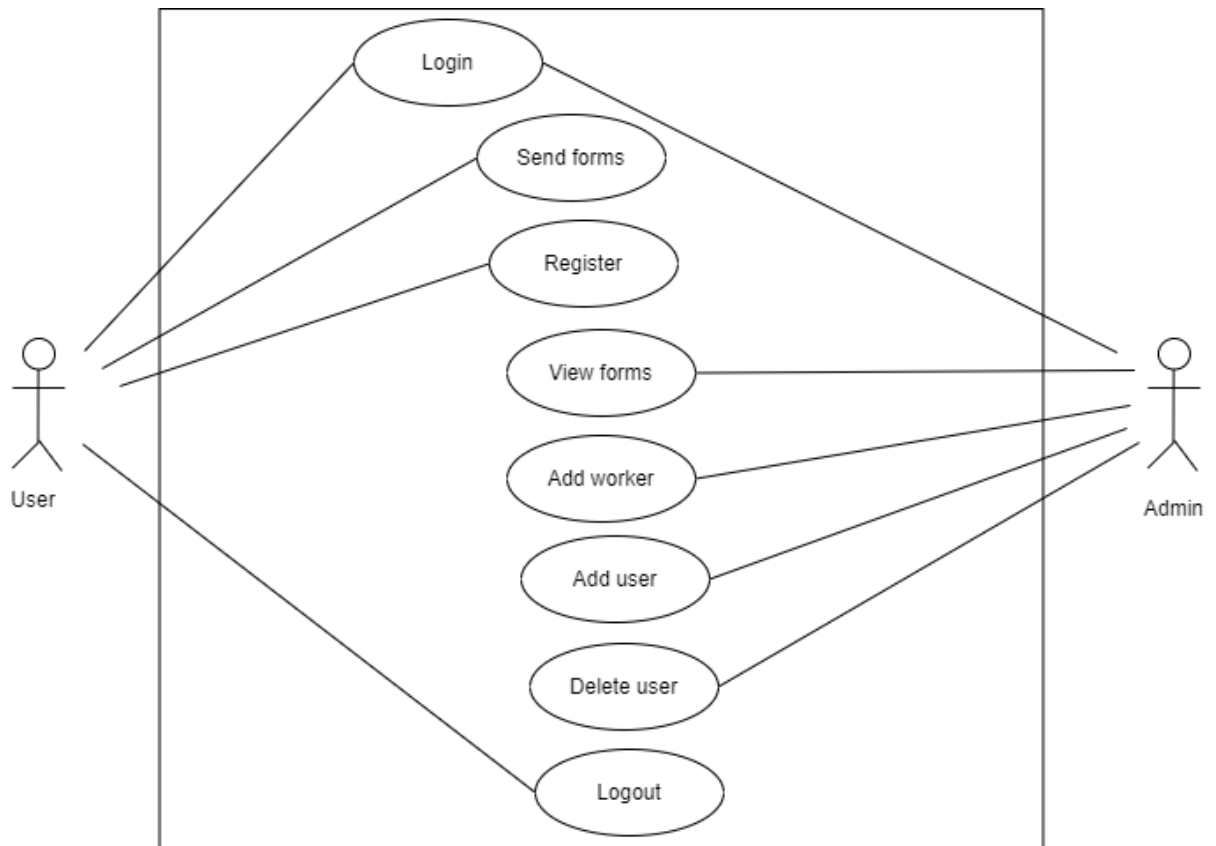 Login
Send forms
Register
View forms
Add worker
Add user
Delete user
Logout
User
Admin